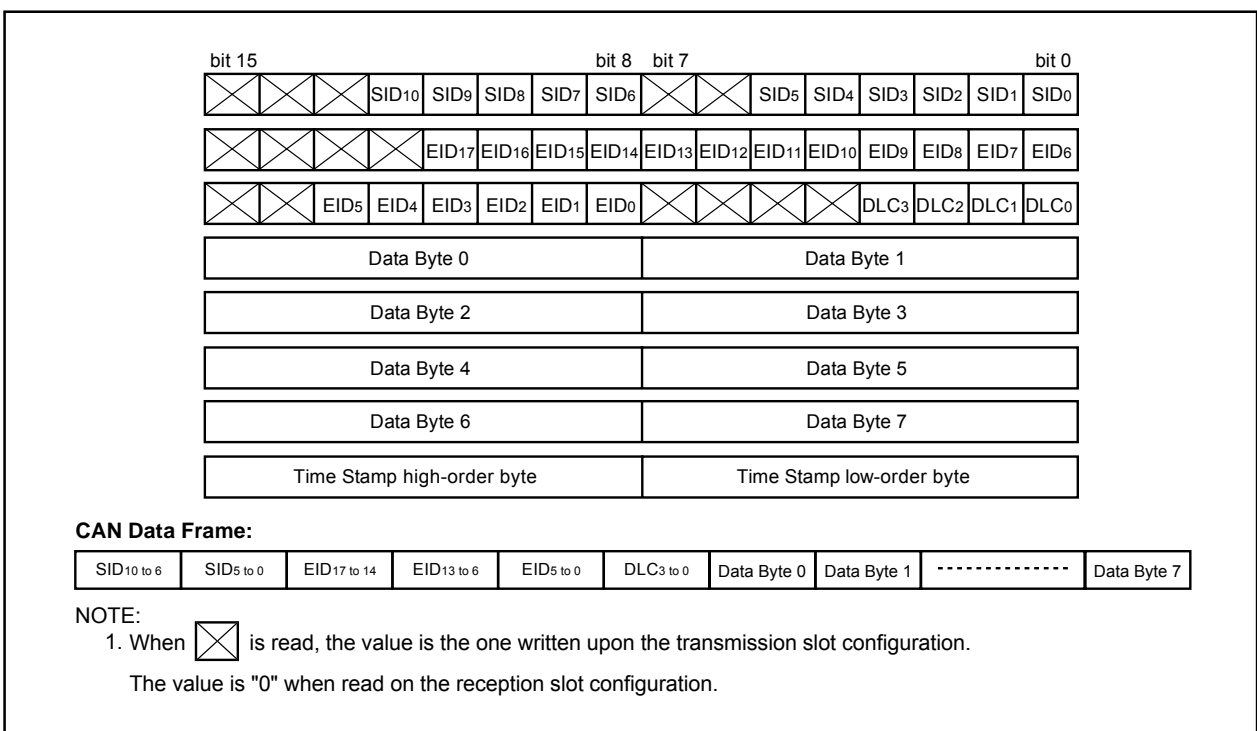 bit 15 bit 8 bit 7 bit 0
SID10 SID9 SID8 SID7 SID6 SID5 SID4 SID3 SID2 SID1 SID0
EID17 EID16 EID15 EID14 EID13 EID12 EID11 EID10 EID9 EID8 EID7 EID6
EID5 EID4 EID3 EID2 EID1 EID0 DLC3 DLC2 DLC1 DLC0
Data Byte 0 Data Byte 1
Data Byte 2 Data Byte 3
Data Byte 4 Data Byte 5
Data Byte 6 Data Byte 7
Time Stamp high-order byte Time Stamp low-order byte
CAN Data Frame:
SID10 to 6 SID5 to 0 EID17 to 14 EID13 to 6 EID5 to 0 DLC3 to 0 Data Byte 0 Data Byte 1 Data Byte 7
NOTE:
1. When is read, the value is the one written upon the transmission slot configuration.
The value is "0" when read on the reception slot configuration.